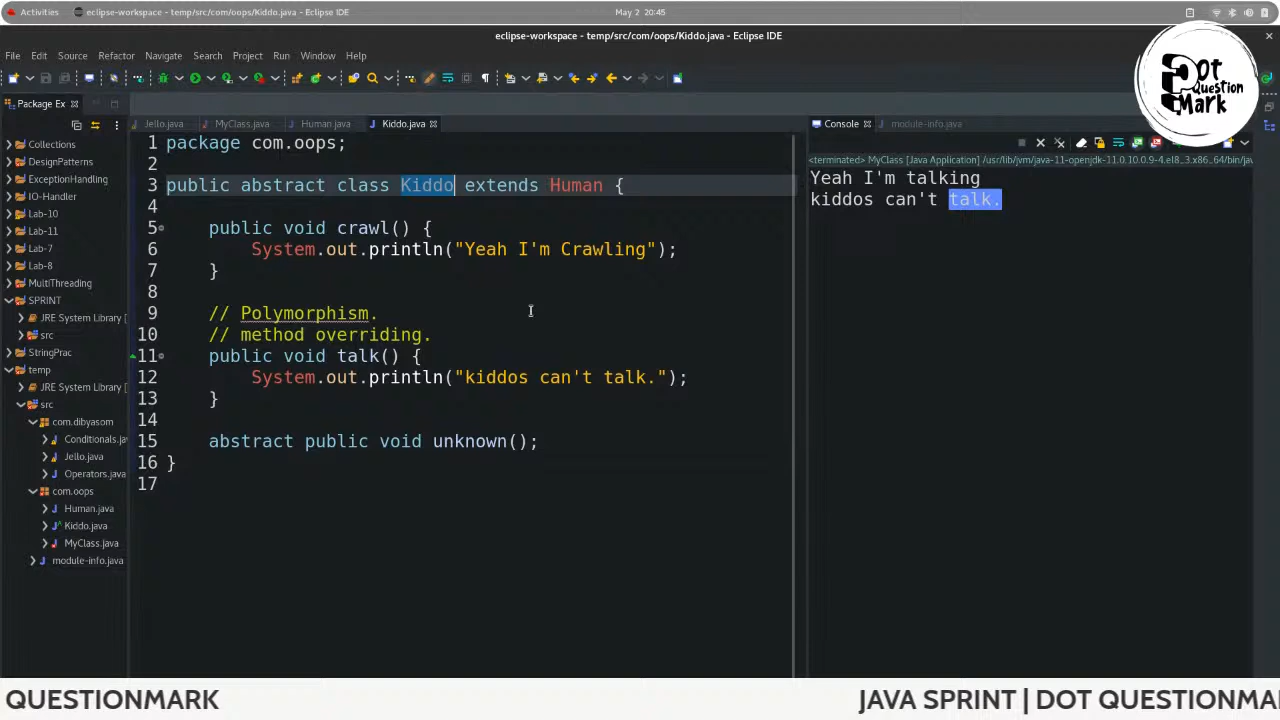 Activities
eclipse-workspace - temp/src/com/oops/Kiddo.java - Eclipse IDE
May 2 20:45
eclipse-workspace - temp/src/com/oops/Kiddo.java - Eclipse IDE
File Edit Source Refactor Navigate Search Project Run Window Help
Dot
Question
Mark
Package Ex
Jello.java
MyClass.java
Human.java
Kiddo.java
Console
module-info.java
Collections
DesignPatterns
ExceptionHandling
IO-Handler
Lab-10
Lab-11
Lab-7
Lab-8
MultiThreading
SPRINT
JRE System Library [
src
StringPrac
temp
JRE System Library [
src
com.dibyasom
Conditionals.jav
Jello.java
Operators.java
com.oops
Human.java
Kiddo.java
MyClass.java
module-info.java
1 package com.oops;
2
3 public abstract class Kiddo extends Human {
4
5 public void crawl() {
6 System.out.println("Yeah I'm Crawling");
7 }
8
9 // Polymorphism.
10 // method overriding.
11 public void talk() {
12 System.out.println("kiddos can't talk.");
13 }
14
15 abstract public void unknown();
16 }
17
<terminated> MyClass [Java Application] /usr/lib/jvm/java-11-openjdk-11.0.10.0.9-4.el8_3.x86_64/bin/jav
Yeah I'm talking
kiddos can't talk.
QUESTIONMARK
JAVA SPRINT | DOT QUESTIONMA